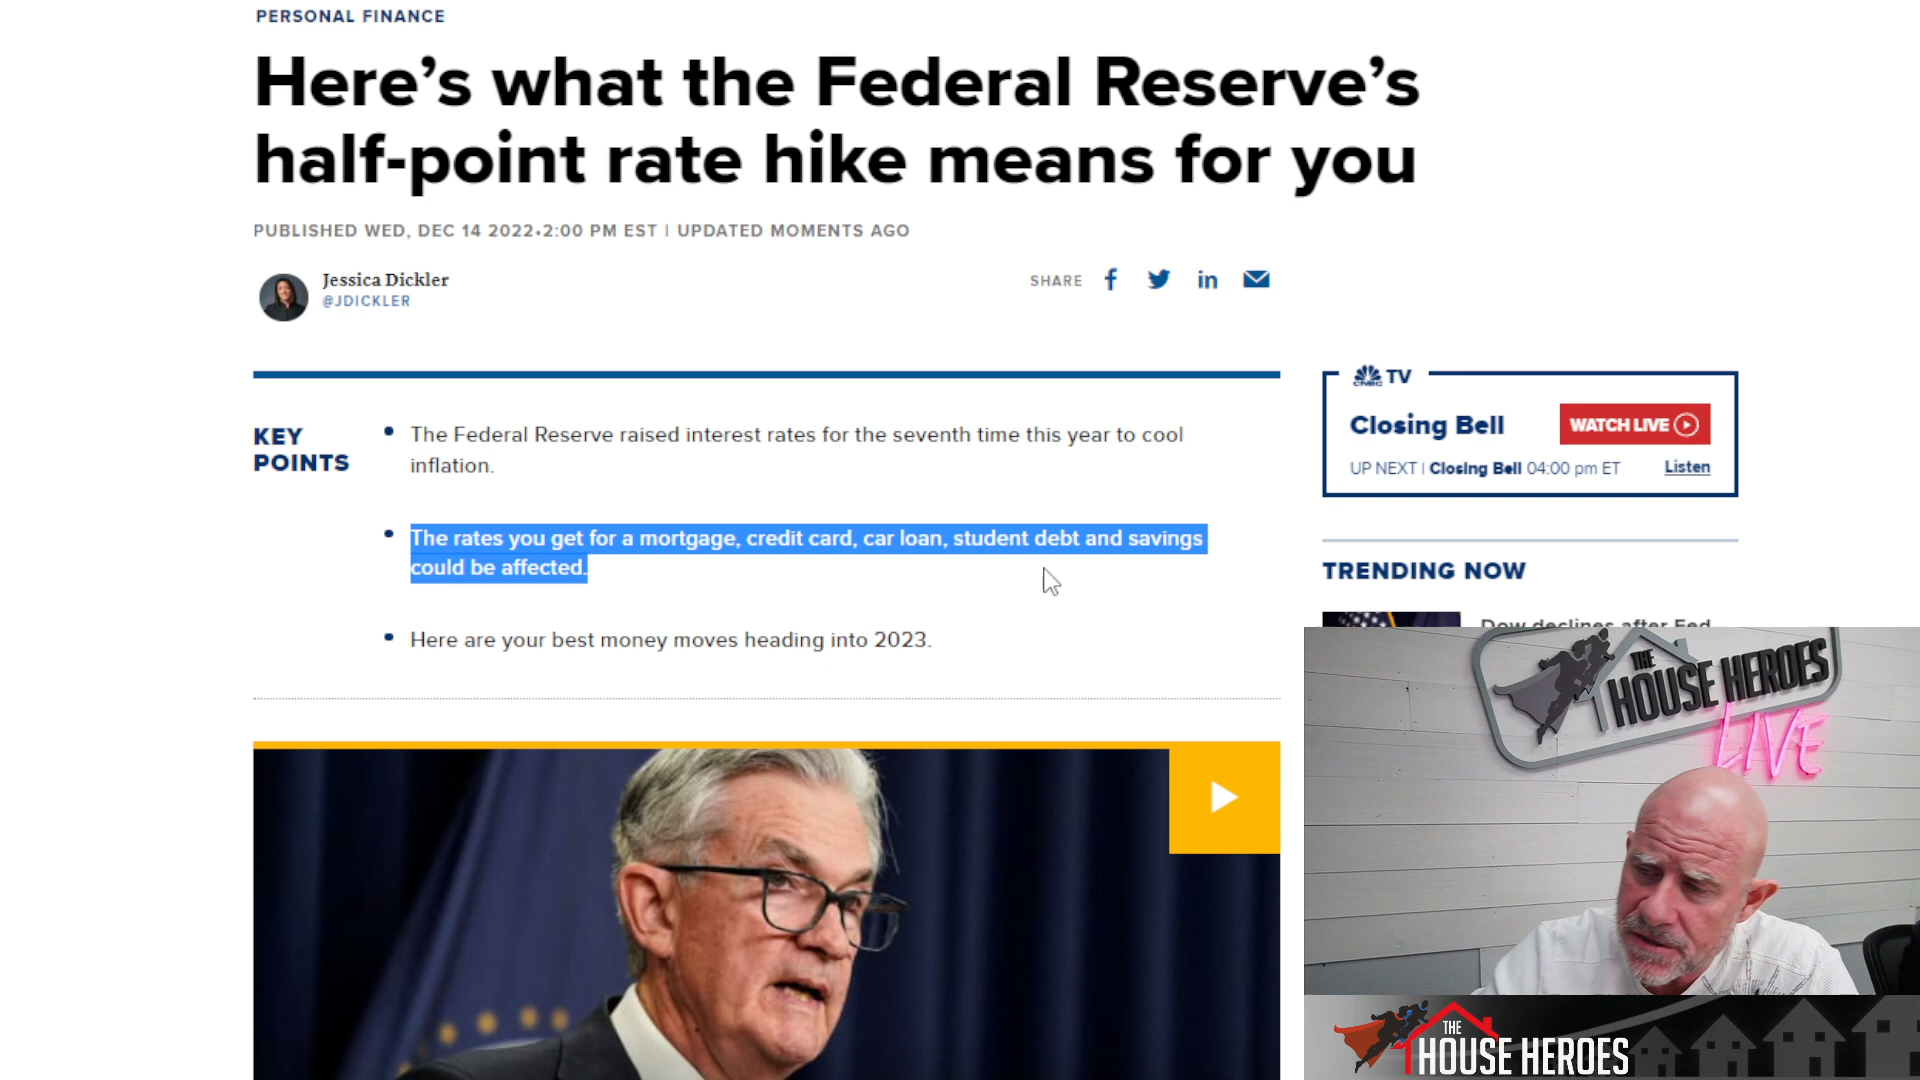 PERSONAL FINANCE
Here's what the Federal Reserve's
half-point rate hike means for you
PUBLISHED WED, DEC 14 2022•2:00 PM EST | UPDATED MOMENTS AGO
Jessica Dickler
@JDICKLER
SHARE
KEY
POINTS
The Federal Reserve raised interest rates for the seventh time this year to cool
inflation.
The rates you get for a mortgage, credit card, car loan, student debt and savings
could be affected.
Here are your best money moves heading into 2023.
CNBC TV
Closing Bell
WATCH LIVE
UP NEXT | Closing Bell 04:00 pm ET
Listen
TRENDING NOW
Dow declines after Fed
THE
HOUSE HEROES
LIVE
THE
HOUSE HEROES